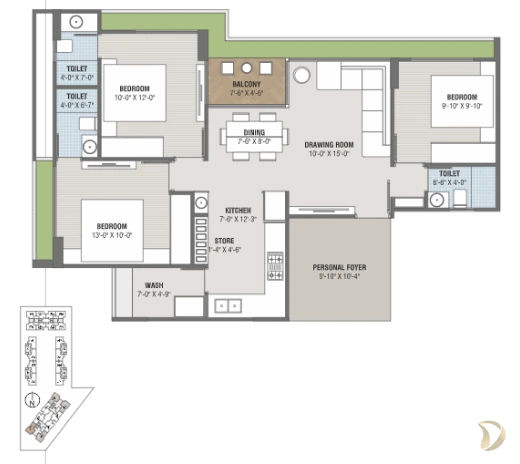 TOILET
4'-0" X 7'-0"
TOILET
4'-0" X 6'-7"
BEDROOM
10'-0" X 12'-0"
BALCONY
7'-6" X 4'-6"
DINING
7'-6" X 8'-0"
DRAWING ROOM
10'-0" X 15'-0"
BEDROOM
9'-10" X 9'-10"
TOILET
6'-6" X 4'-0"
BEDROOM
13'-0" X 10'-0"
KITCHEN
7'-6" X 12'-3"
STORE
X 4'-6"
WASH
7'-0" X 4'-9"
PERSONAL FOYER
8'-10" X 10'-4"
N